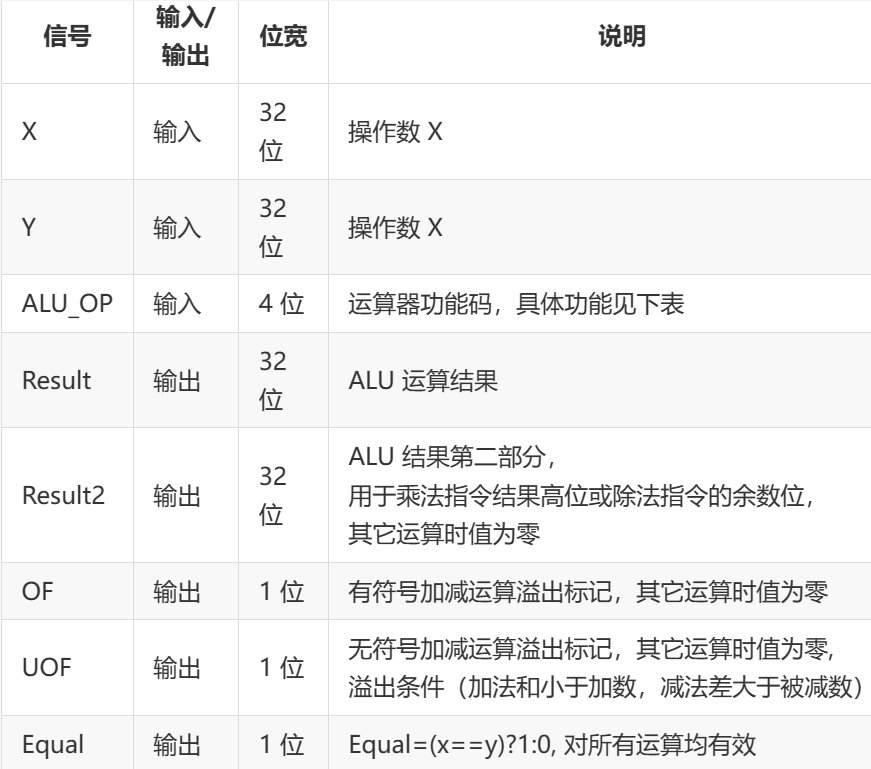 信号 输入/输出 位宽 说明
X 输入 32位 操作数 X
Y 输入 32位 操作数 X
ALU_OP 输入 4 位 运算器功能码，具体功能见下表
Result 输出 32位 ALU 运算结果
Result2 输出 32位 ALU 结果第二部分，
用于乘法指令结果高位或除法指令的余数位，
其它运算时值为零
OF 输出 1 位 有符号加减运算溢出标记，其它运算时值为零
UOF 输出 1 位 无符号加减运算溢出标记，其它运算时值为零，
溢出条件（加法和小于加数，减法差大于被减数）
Equal 输出 1 位 Equal=(x==y)?1:0, 对所有运算均有效